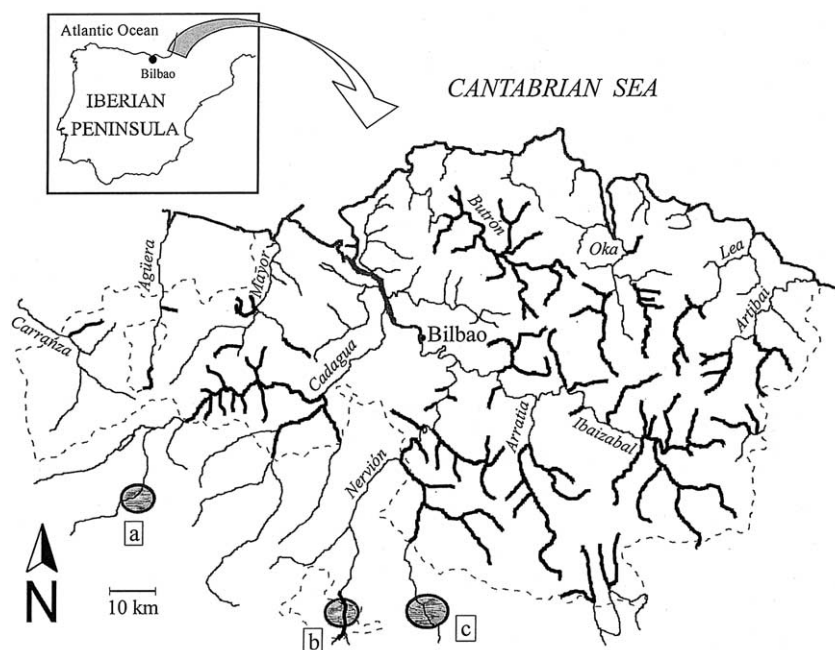 Atlantic Ocean
Bilbao
IBERIAN
PENINSULA
CANTABRIAN SEA
Butrón
Oka
Lea
Artibai
Agüera
Mayor
Carranza
Bilbao
Cadagua
Arratia
Ibaizabal
Nervión
a
N
10 km
b
c